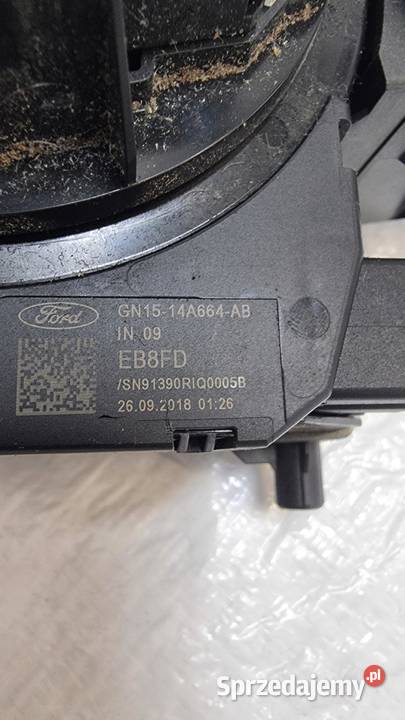 Ford
GN15-14A664-AB
IN 09
EB8FD
/SN91390RIQ0005B
26.09.2018 01:26
Sprzedajemy.pl